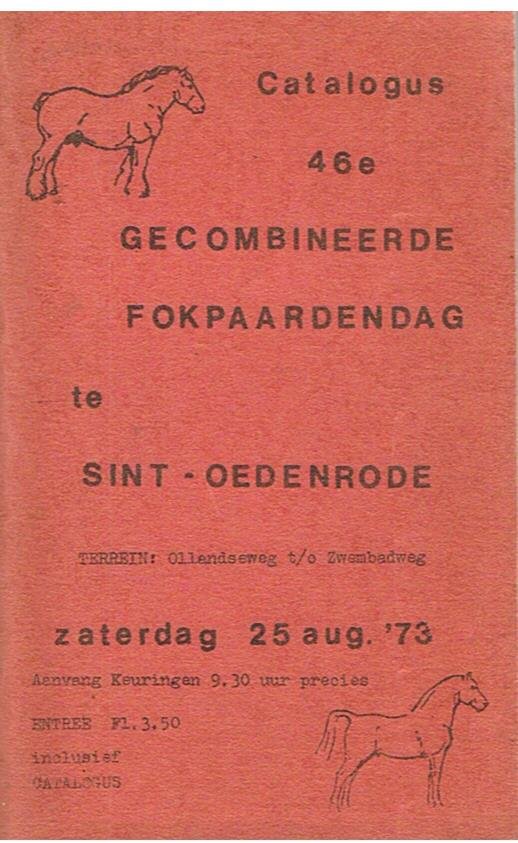 Catalogus
46e
GECOMBINEERDE
FOKPAARDENDAG
te
SINT-OEDENRODE
TERREIN: Ollandseweg t/o Zwembadweg
zaterdag 25 aug. '73
Aanvang Keuringen 9.30 uur precies
ENTREE Fl.3.50
inclusief
CATALOGUS